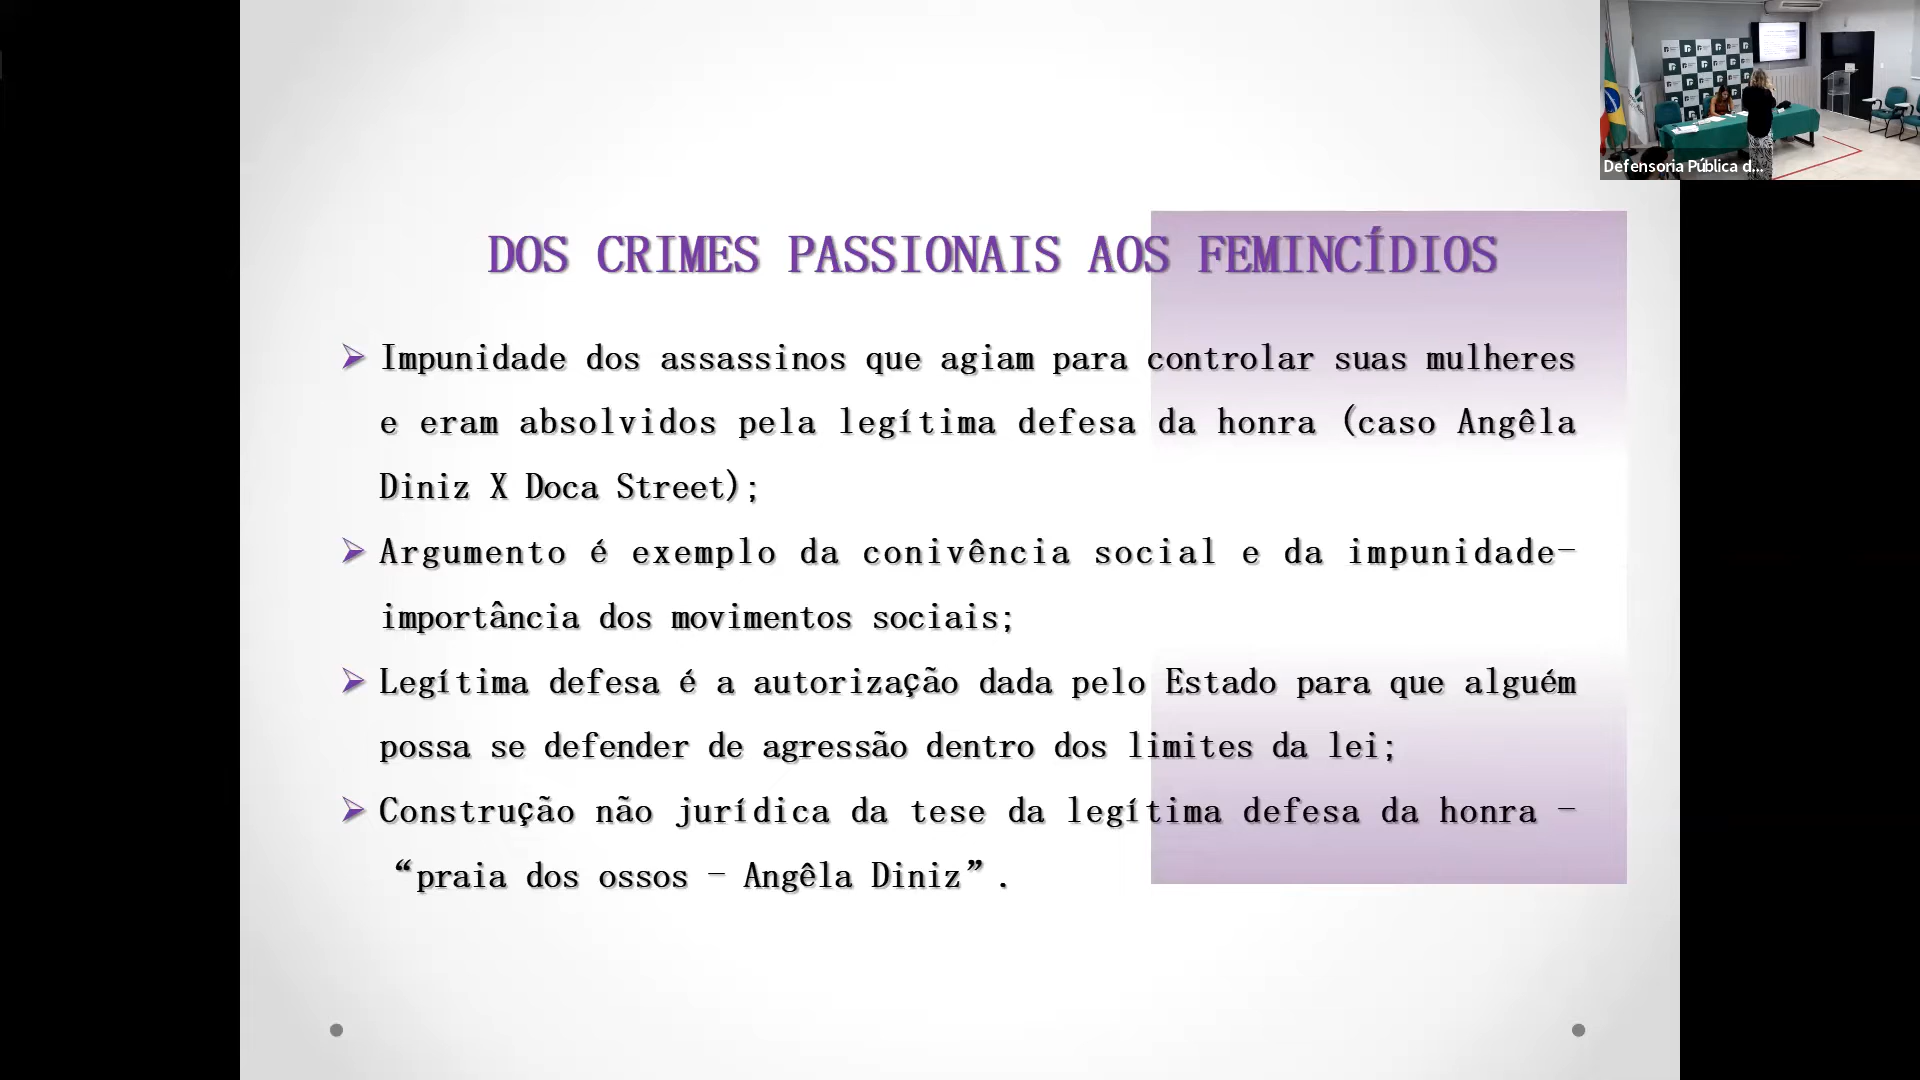 Defensoria Pública d...
DOS CRIMES PASSIONAIS AOS FEMINCÍDIOS
Impunidade dos assassinos que agiam para controlar suas mulheres
e eram absolvidos pela legítima defesa da honra (caso Angêla
Diniz X Doca Street);
Argumento é exemplo da conivência social e da impunidade-
importância dos movimentos sociais;
Legítima defesa é a autorização dada pelo Estado para que alguém
possa se defender de agressão dentro dos limites da lei;
Construção não jurídica da tese da legítima defesa da honra -
“praia dos ossos - Angêla Diniz”.